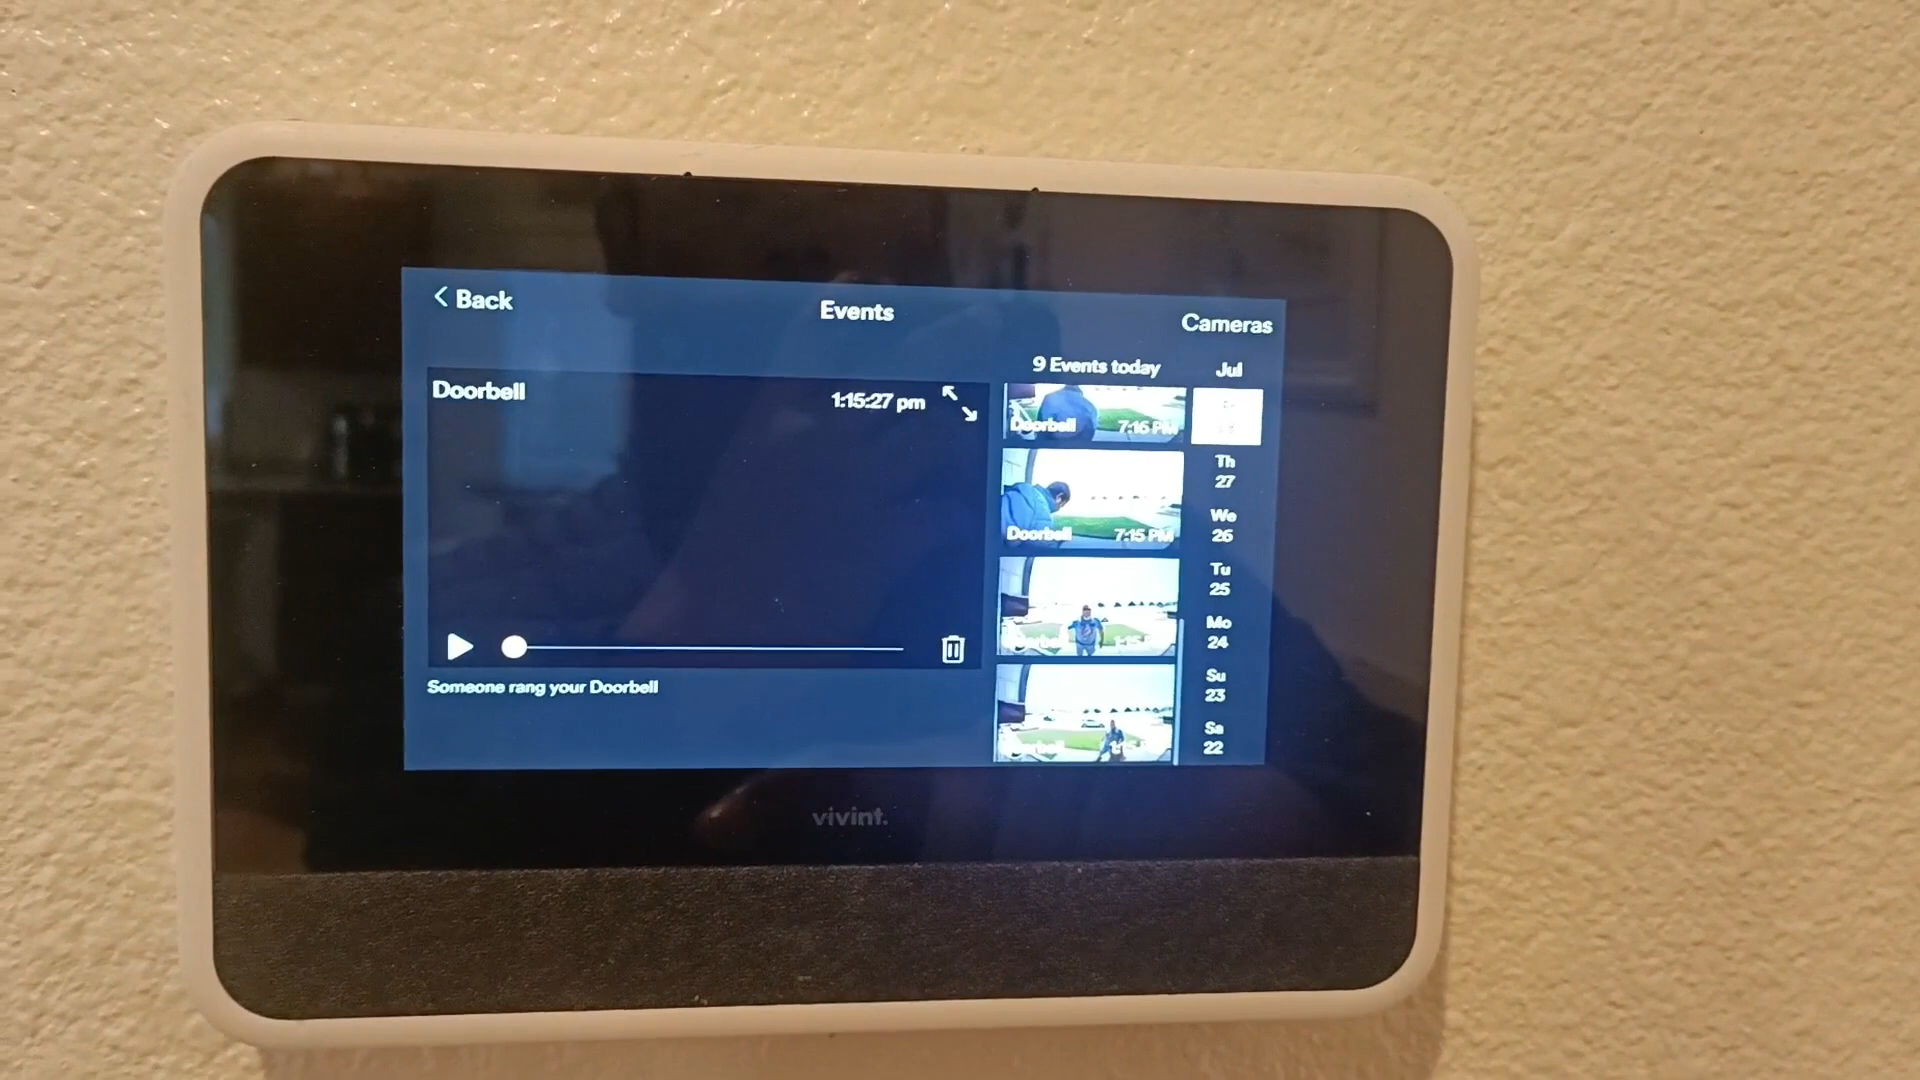 Back
Events
Cameras
Doorbell
1:15:27 pm
Someone rang your Doorbell
9 Events today
Doorbell 7:16 PM
Doorbell 7:15 PM
Jul
Th
27
We
26
Tu
25
Mo
24
Su
23
Sa
22
vivint.